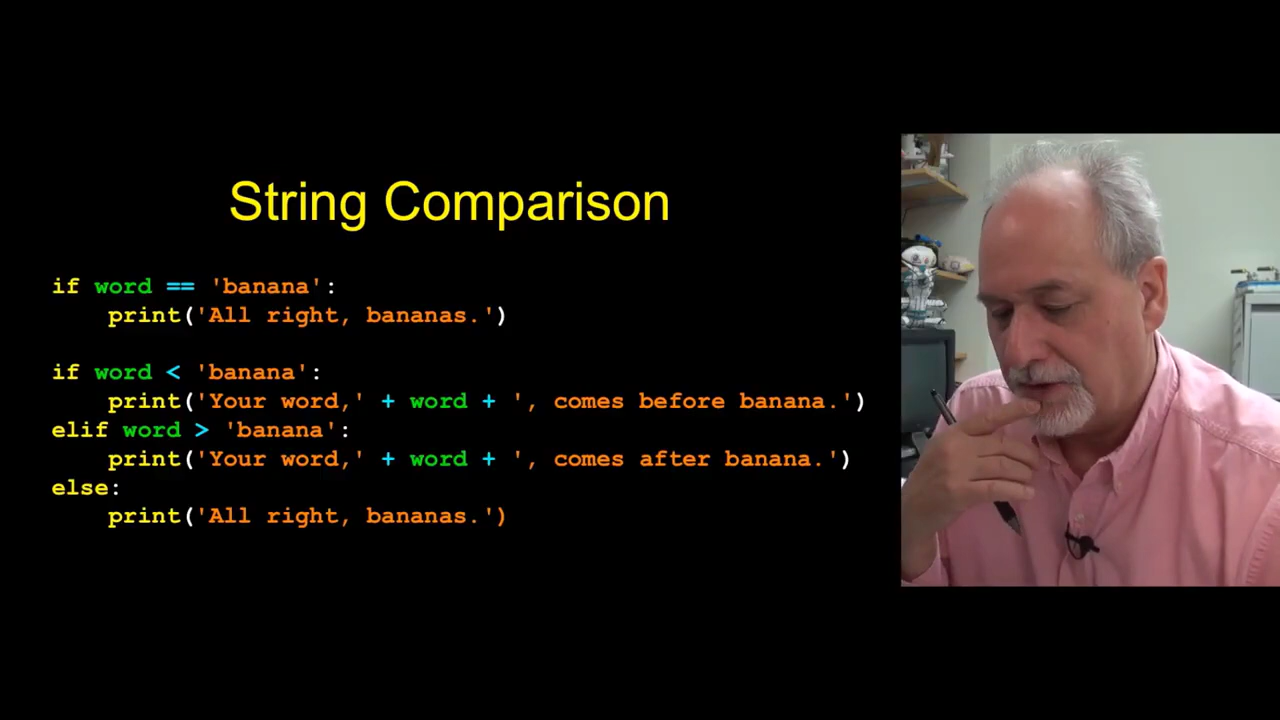 String Comparison
if word == 'banana':
    print('All right, bananas.')
if word < 'banana':
    print('Your word,' + word + ', comes before banana.')
elif word > 'banana':
    print('Your word,' + word + ', comes after banana.')
else:
    print('All right, bananas.')